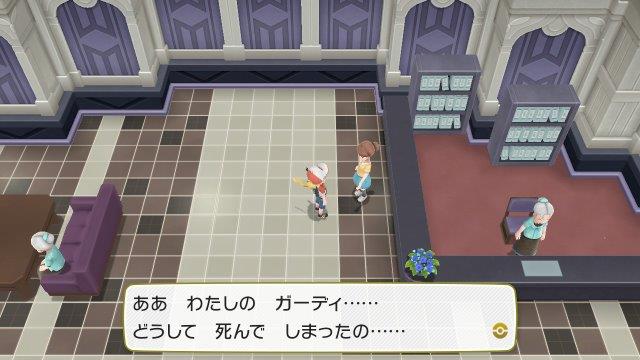 ああ　わたしの　ガーディ……
どうして　死んで　しまったの……